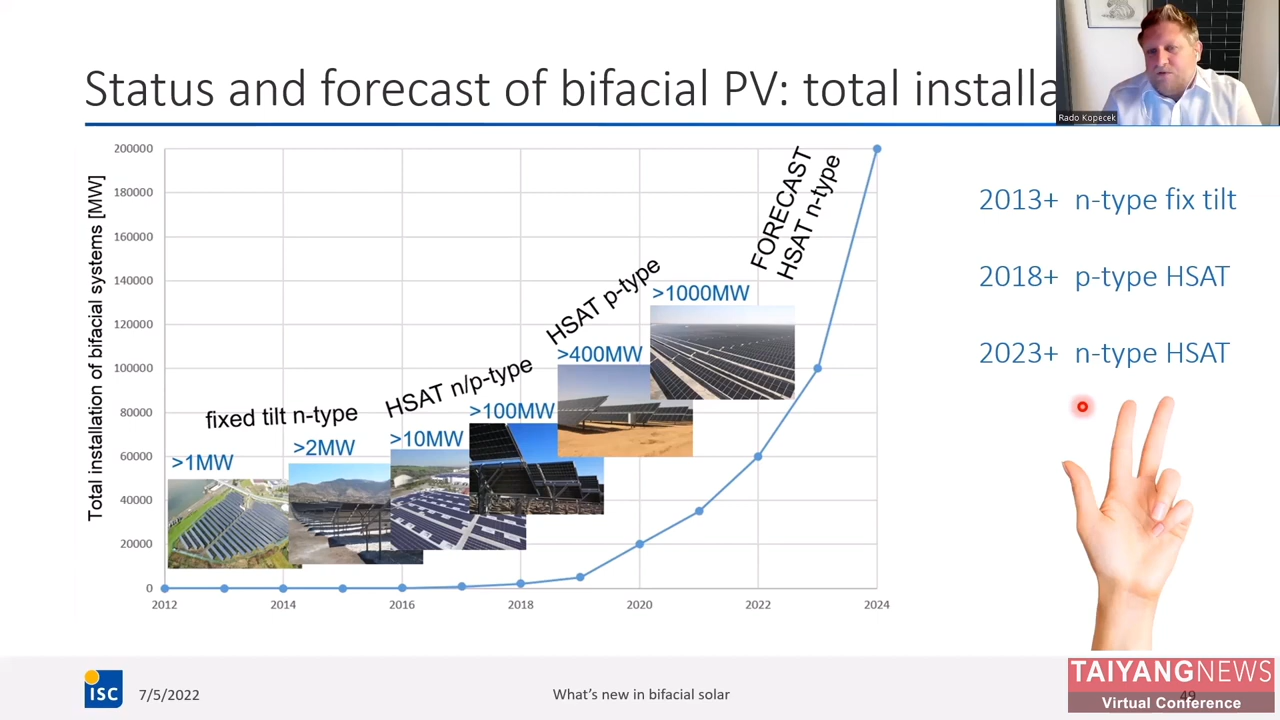 Status and forecast of bifacial PV: total installa
Rado Kopecek
Total installation of bifacial systems [MW]
200000
180000
160000
140000
120000
100000
80000
60000
40000
20000
0
2012
2014
2016
2018
2020
2022
2024
fixed tilt n-type
>1MW
>2MW
HSAT n/p-type
>10MW
>100MW
HSAT p-type
>400MW
>1000MW
FORECAST
HSAT n-type
2013+ n-type fix tilt
2018+ p-type HSAT
2023+ n-type HSAT
ISC
7/5/2022
What's new in bifacial solar
49
TAIYANGNEWS
Virtual Conference